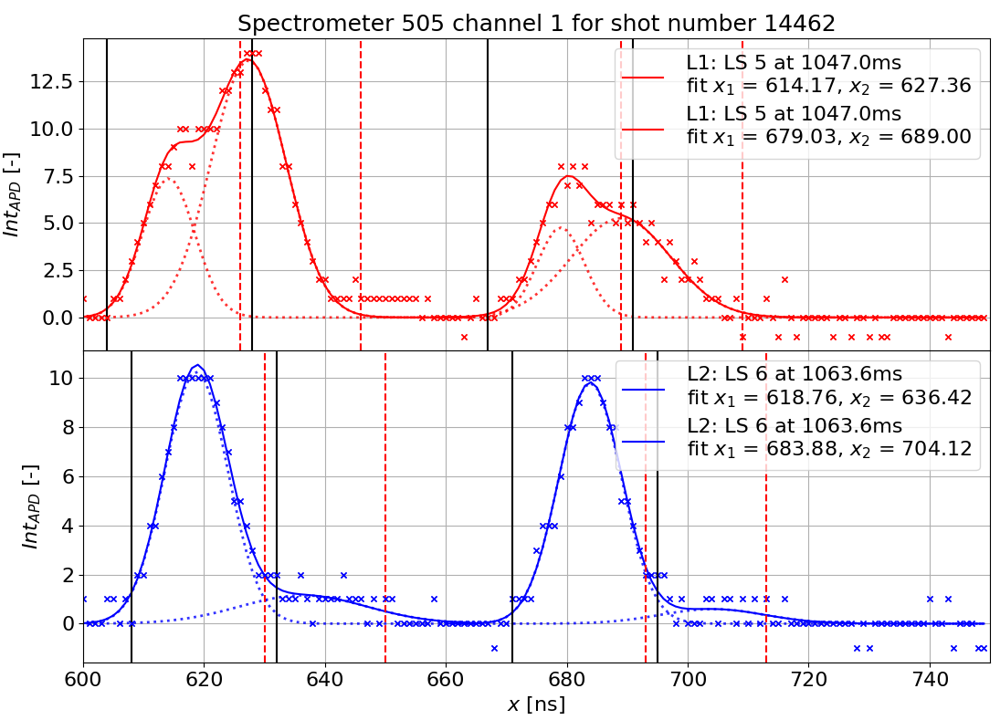 Spectrometer 505 channel 1 for shot number 14462
12.5
10.0
7.5
5.0
2.5
0.0
Int_APD [-]
L1: LS 5 at 1047.0ms
fit x₁ = 614.17, x₂ = 627.36
L1: LS 5 at 1047.0ms
fit x₁ = 679.03, x₂ = 689.00
10
8
6
4
2
0
Int_APD [-]
L2: LS 6 at 1063.6ms
fit x₁ = 618.76, x₂ = 636.42
L2: LS 6 at 1063.6ms
fit x₁ = 683.88, x₂ = 704.12
600 620 640 660 680 700 720 740
x [ns]